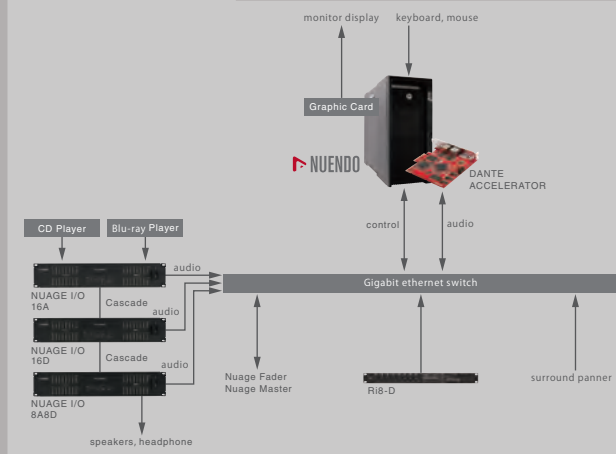 monitor display
keyboard, mouse
Graphic Card
NUENDO
DANTE
ACCELERATOR
control
audio
CD Player
Blu-ray Player
audio
Gigabit ethernet switch
NUAGE I/O
16A
Cascade
audio
NUAGE I/O
16D
Cascade
audio
Nuage Fader
Nuage Master
Ri8-D
surround panner
NUAGE I/O
8A8D
speakers, headphone